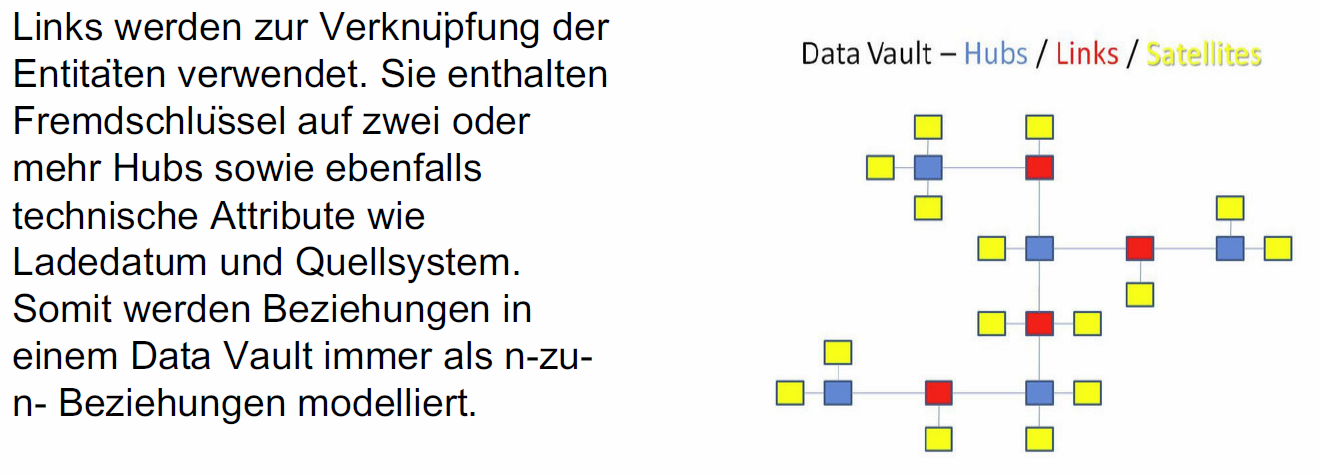 Links werden zur Verknüpfung der
Entitäten verwendet. Sie enthalten
Fremdschlüssel auf zwei oder
mehr Hubs sowie ebenfalls
technische Attribute wie
Ladedatum und Quellsystem.
Somit werden Beziehungen in
einem Data Vault immer als n-zu-
n- Beziehungen modelliert.
Data Vault – Hubs / Links / Satellites